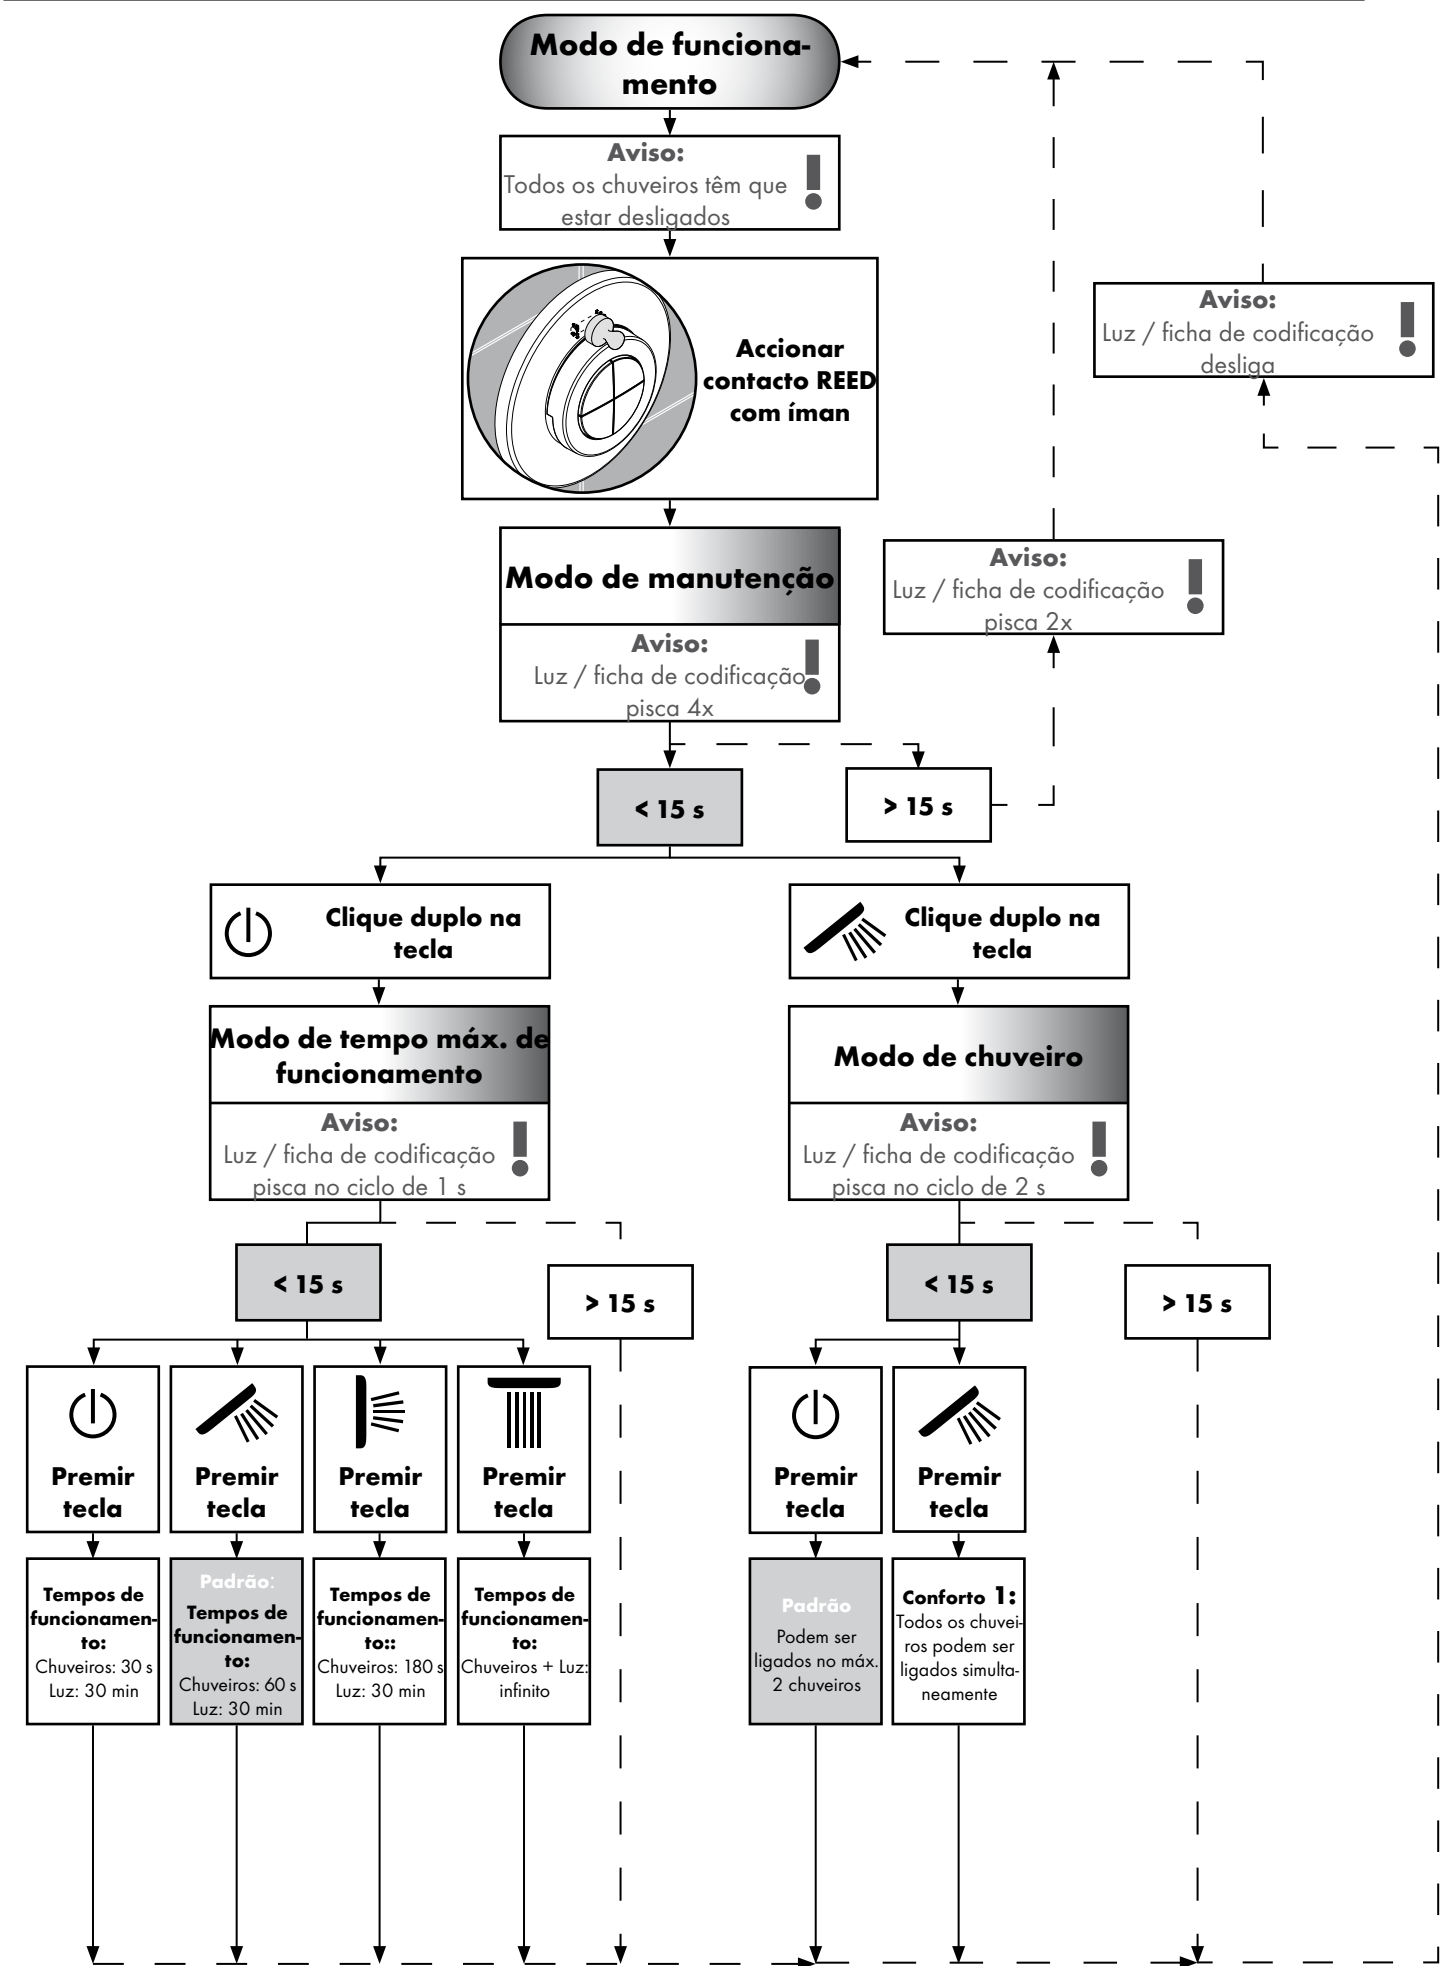 Modo de funciona-
mento
Aviso:
Todos os chuveiros têm que
estar desligados
Accionar
contacto REED
com íman
Aviso:
Luz / ficha de codificação
desliga
Modo de manutenção
Aviso:
Luz / ficha de codificação
pisca 4x
Aviso:
Luz / ficha de codificação
pisca 2x
< 15 s
> 15 s
Clique duplo na
tecla
Clique duplo na
tecla
Modo de tempo máx. de
funcionamento
Aviso:
Luz / ficha de codificação
pisca no ciclo de 1 s
Modo de chuveiro
Aviso:
Luz / ficha de codificação
pisca no ciclo de 2 s
< 15 s
> 15 s
< 15 s
> 15 s
Premir
tecla
Premir
tecla
Premir
tecla
Premir
tecla
Premir
tecla
Premir
tecla
Tempos de
funcionamen-
to:
Chuveiros: 30 s
Luz: 30 min
Padrão:
Tempos de
funcionamen-
to:
Chuveiros: 60 s
Luz: 30 min
Tempos de
funcionamen-
to::
Chuveiros: 180 s
Luz: 30 min
Tempos de
funcionamen-
to:
Chuveiros + Luz:
infinito
Padrão
Podem ser
ligados no máx.
2 chuveiros
Conforto 1:
Todos os chuvei-
ros podem ser
ligados simulta-
neamente